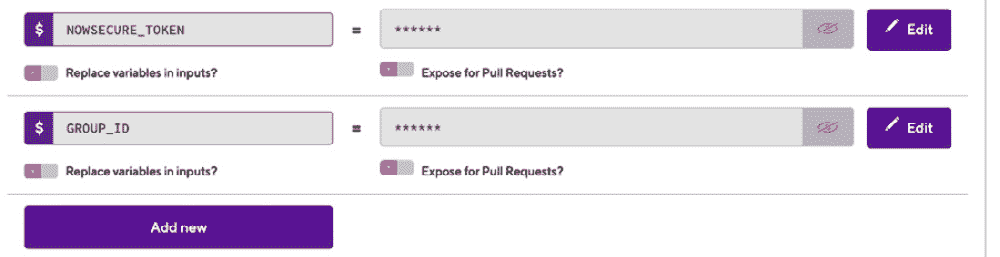 $ NOWSECURE_TOKEN = ****** Edit
Replace variables in inputs? Expose for Pull Requests?
$ GROUP_ID = ****** Edit
Replace variables in inputs? Expose for Pull Requests?
Add new